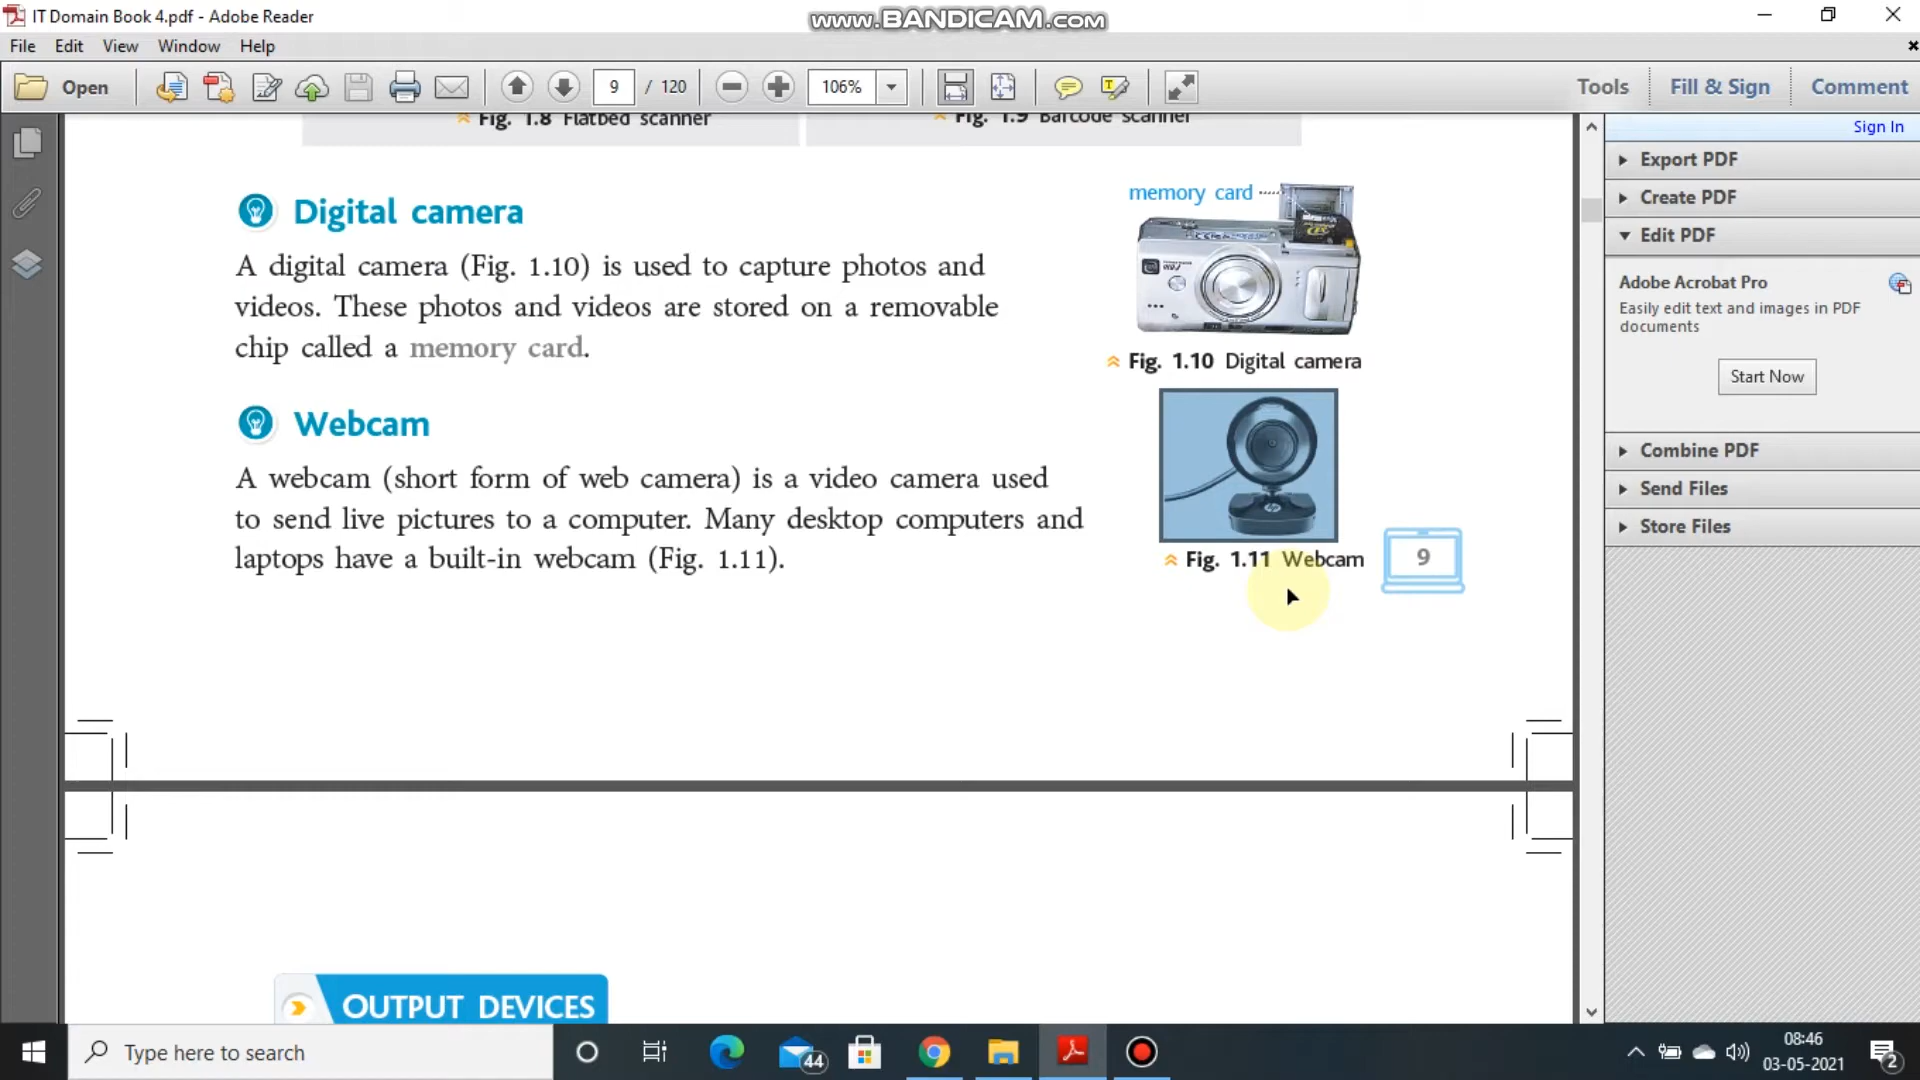 IT Domain Book 4.pdf - Adobe Reader
www.BANDICAM.com
File Edit View Window Help
Open
9 / 120
106%
Tools Fill & Sign Comment
Sign In
Fig. 1.8 Flatbed scanner
Fig. 1.9 Barcode scanner
Digital camera
A digital camera (Fig. 1.10) is used to capture photos and
videos. These photos and videos are stored on a removable
chip called a memory card.
memory card
Fig. 1.10 Digital camera
Webcam
A webcam (short form of web camera) is a video camera used
to send live pictures to a computer. Many desktop computers and
laptops have a built-in webcam (Fig. 1.11).
hp
Fig. 1.11 Webcam
9
OUTPUT DEVICES
Export PDF
Create PDF
Edit PDF
Adobe Acrobat Pro
Easily edit text and images in PDF
documents
Start Now
Combine PDF
Send Files
Store Files
Type here to search
44
08:46
03-05-2021
2